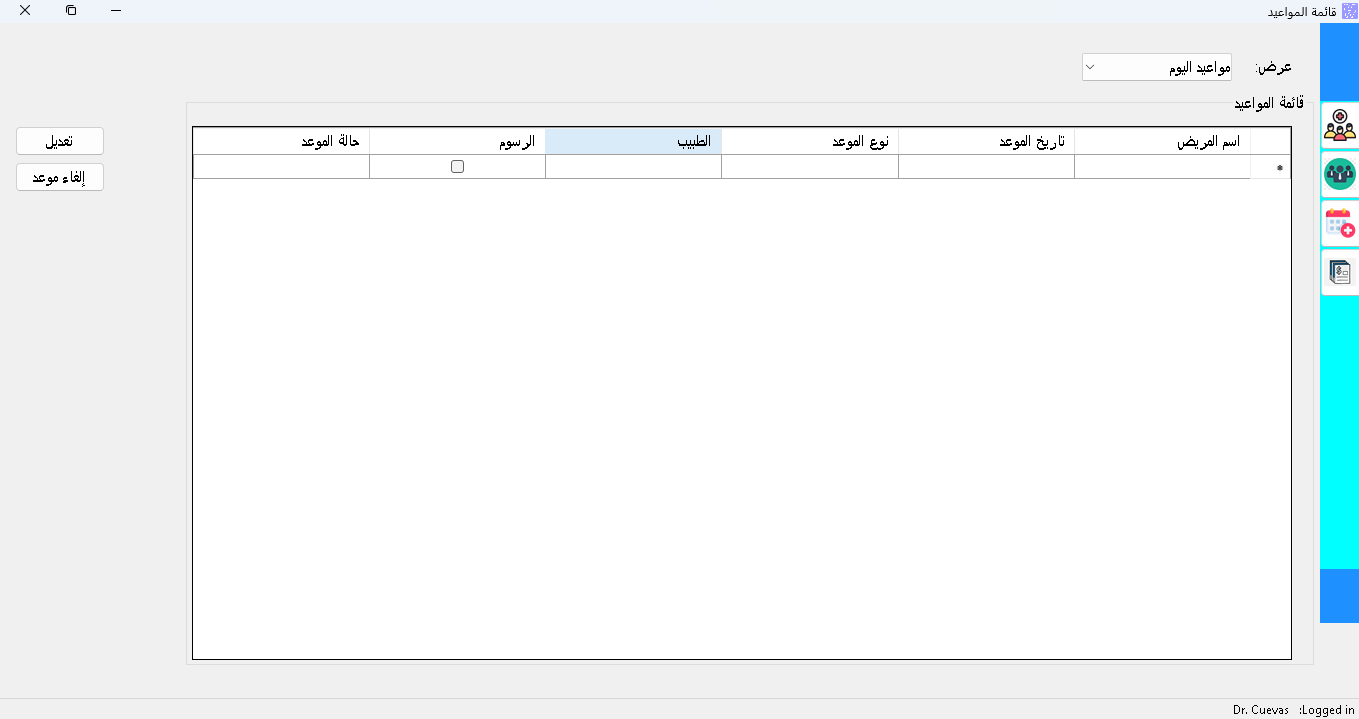 قائمة المواعيد
عرض:
مواعيد اليوم
قائمة المواعيد
اسم المريض
تاريخ الموعد
نوع الموعد
الطبيب
الرسوم
حالة الموعد
تعديل
إلغاء موعد
Dr. Cuevas :Logged in